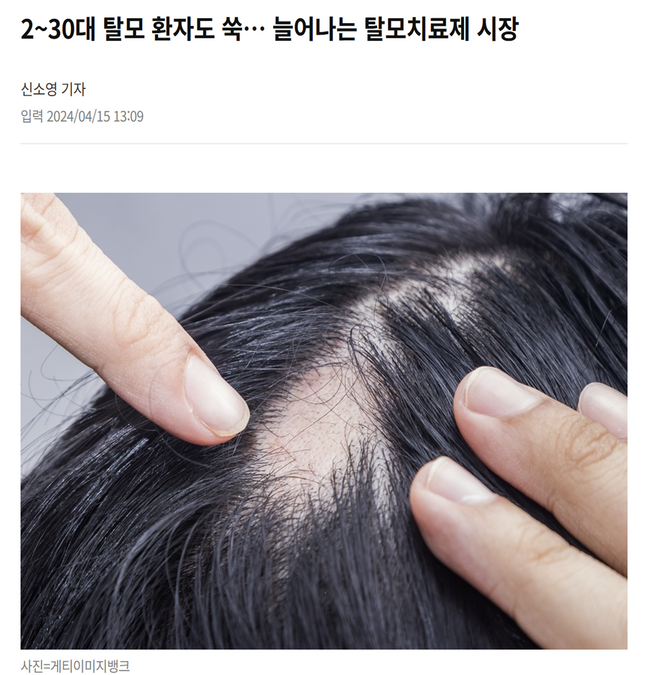 2~30대 탈모 환자도 쑥… 늘어나는 탈모치료제 시장
신소영 기자
입력 2024/04/15 13:09
사진=게티이미지뱅크